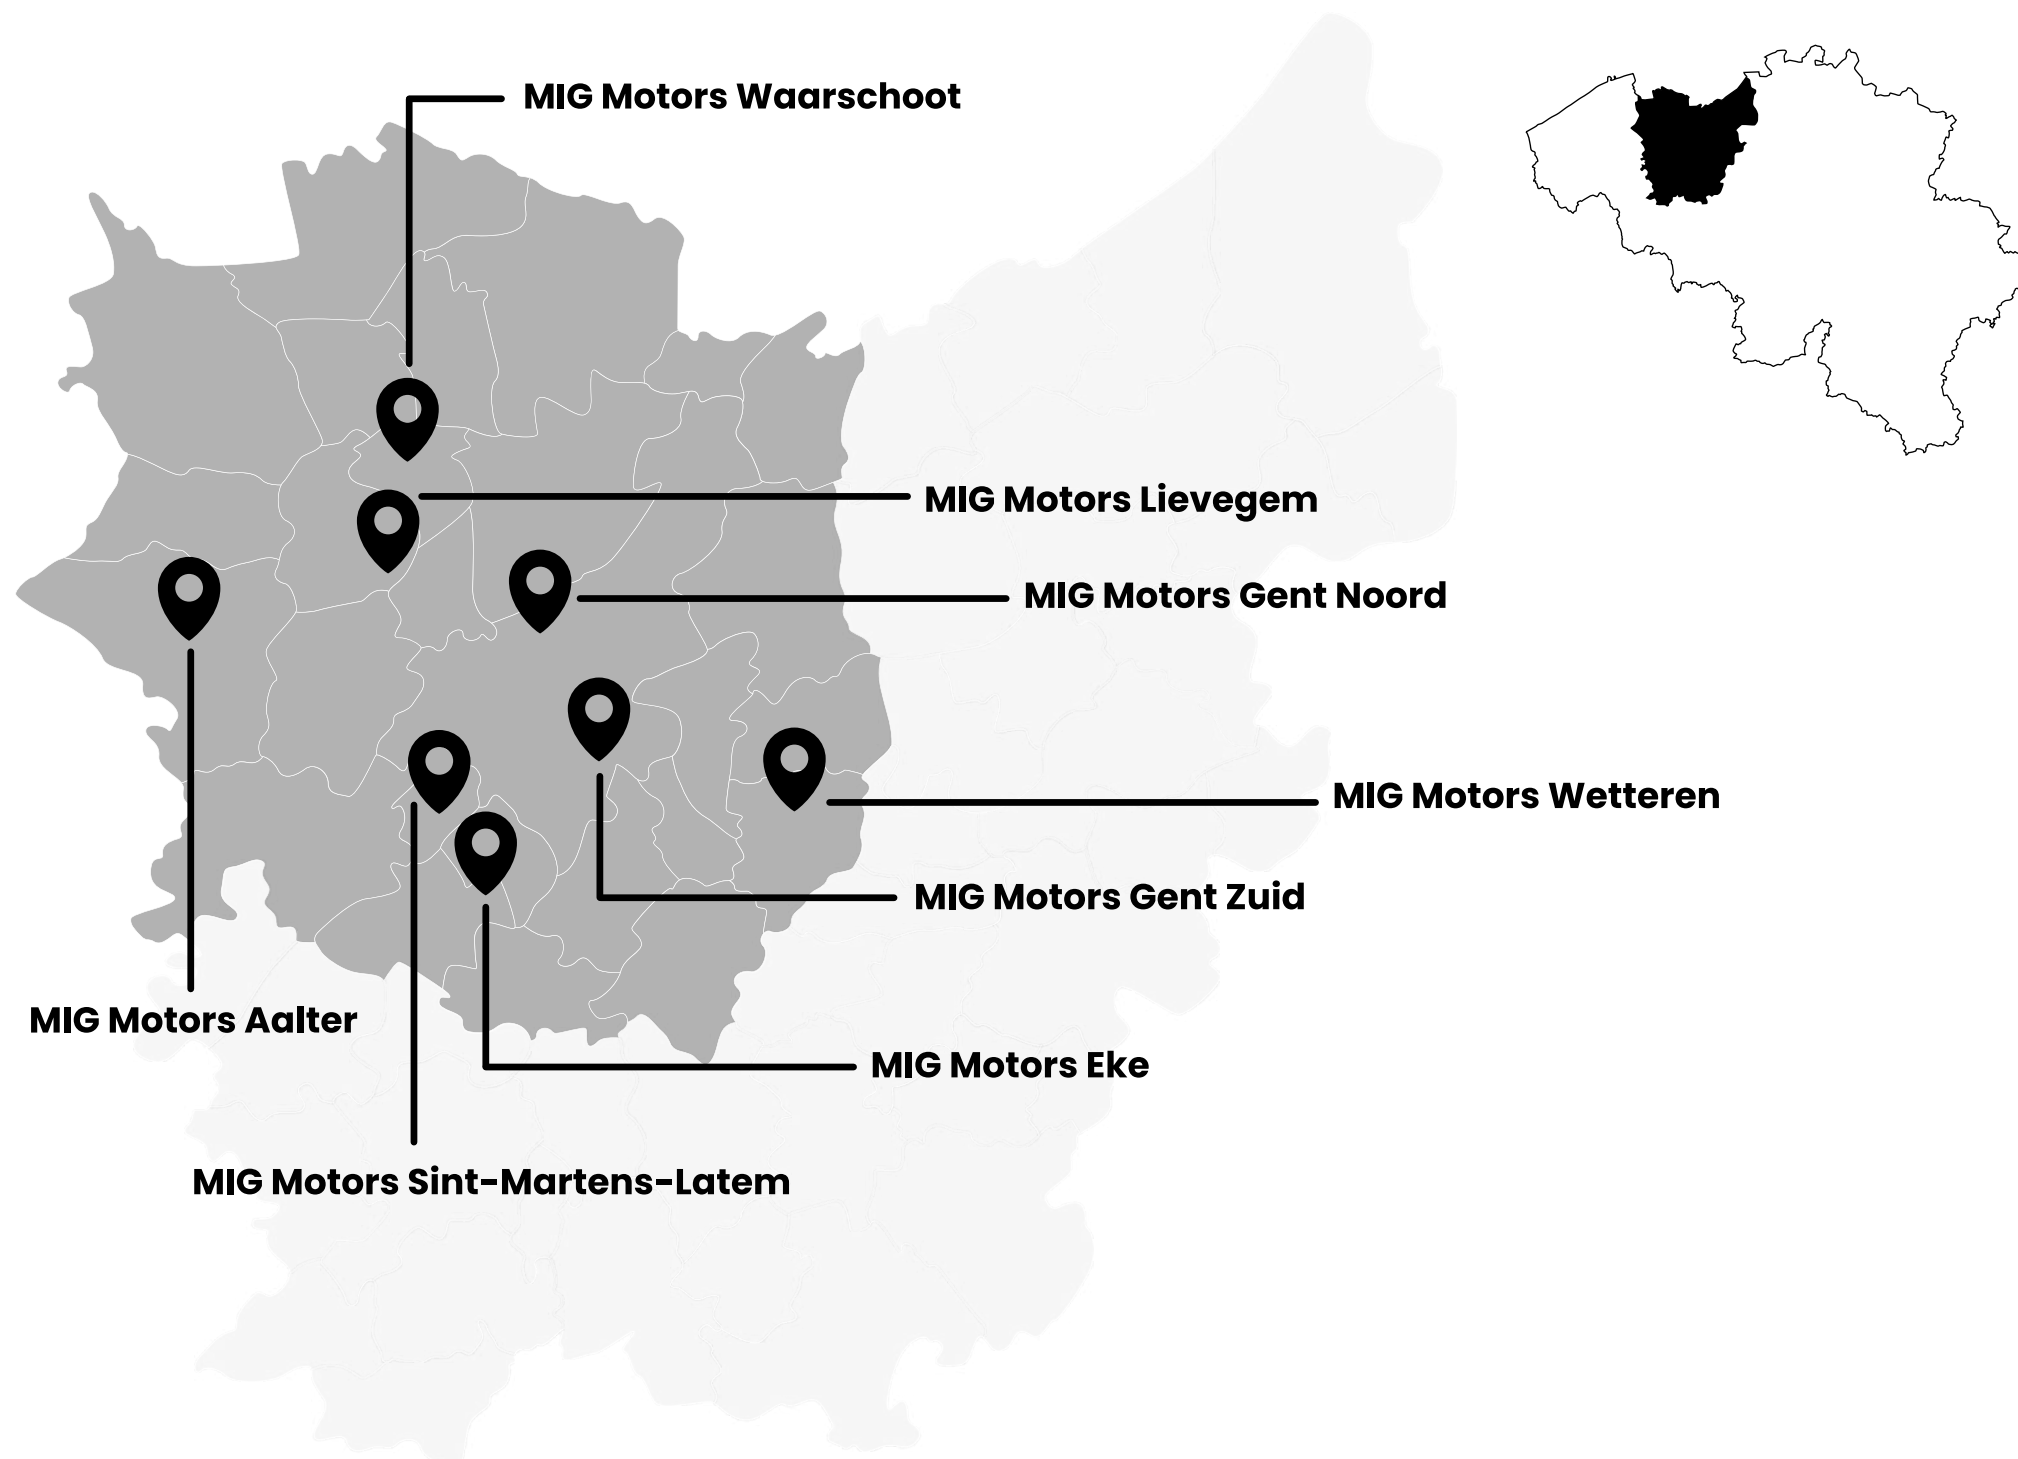 MIG Motors Waarschoot
MIG Motors Lievegem
MIG Motors Gent Noord
MIG Motors Wetteren
MIG Motors Gent Zuid
MIG Motors Aalter
MIG Motors Eke
MIG Motors Sint-Martens-Latem